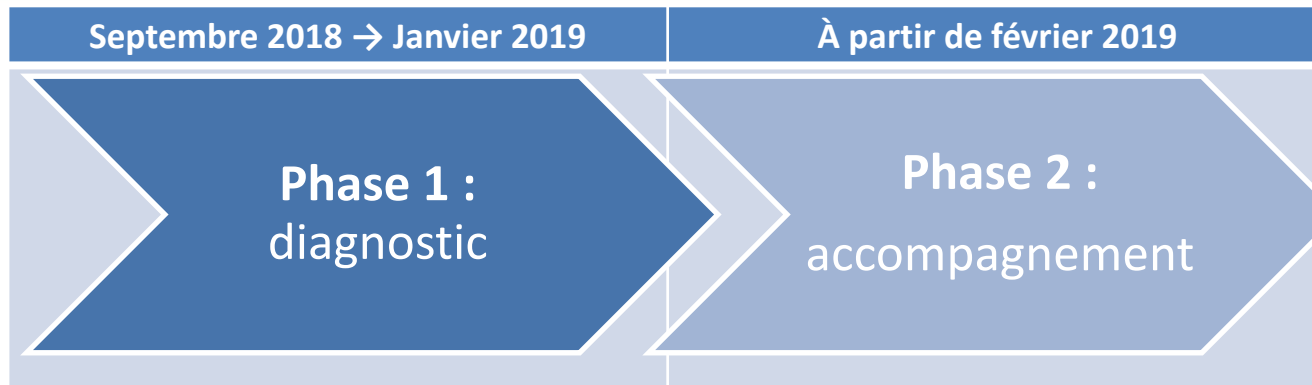 Septembre 2018 → Janvier 2019
À partir de février 2019
Phase 1 :
diagnostic
Phase 2 :
accompagnement